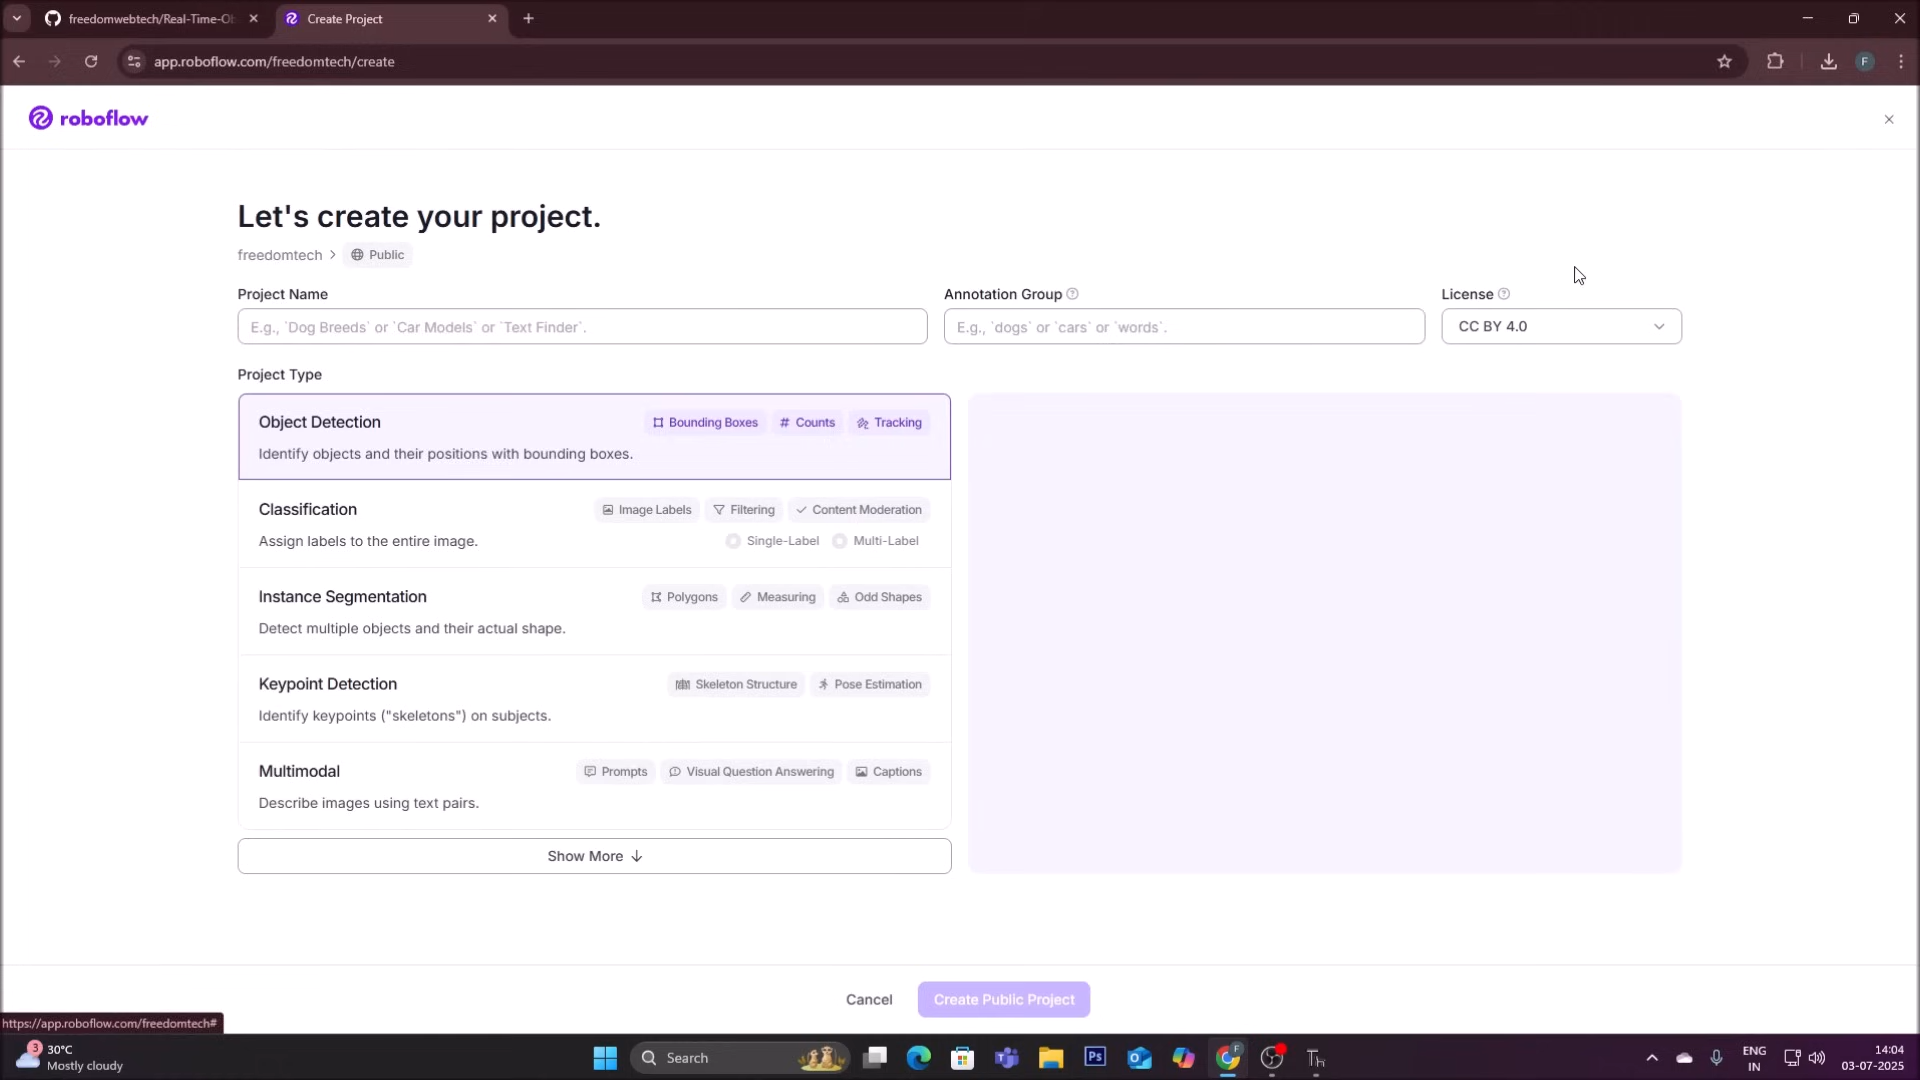 freedomwebtech/Real-Time-Ob
Create Project
app.roboflow.com/freedomtech/create
F
roboflow
Let's create your project.
freedomtech > Public
Project Name
Annotation Group
License
E.g., `Dog Breeds` or `Car Models` or `Text Finder`.
E.g., `dogs` or `cars` or `words`.
CC BY 4.0
Project Type
Object Detection
Bounding Boxes
# Counts
Tracking
Identify objects and their positions with bounding boxes.
Classification
Image Labels
Filtering
Content Moderation
Assign labels to the entire image.
Single-Label
Multi-Label
Instance Segmentation
Polygons
Measuring
Odd Shapes
Detect multiple objects and their actual shape.
Keypoint Detection
Skeleton Structure
Pose Estimation
Identify keypoints ("skeletons") on subjects.
Multimodal
Prompts
Visual Question Answering
Captions
Describe images using text pairs.
Show More
Cancel
Create Public Project
https://app.roboflow.com/freedomtech#
3
30°C
Mostly cloudy
Search
Ps
F
ENG
IN
14:04
03-07-2025